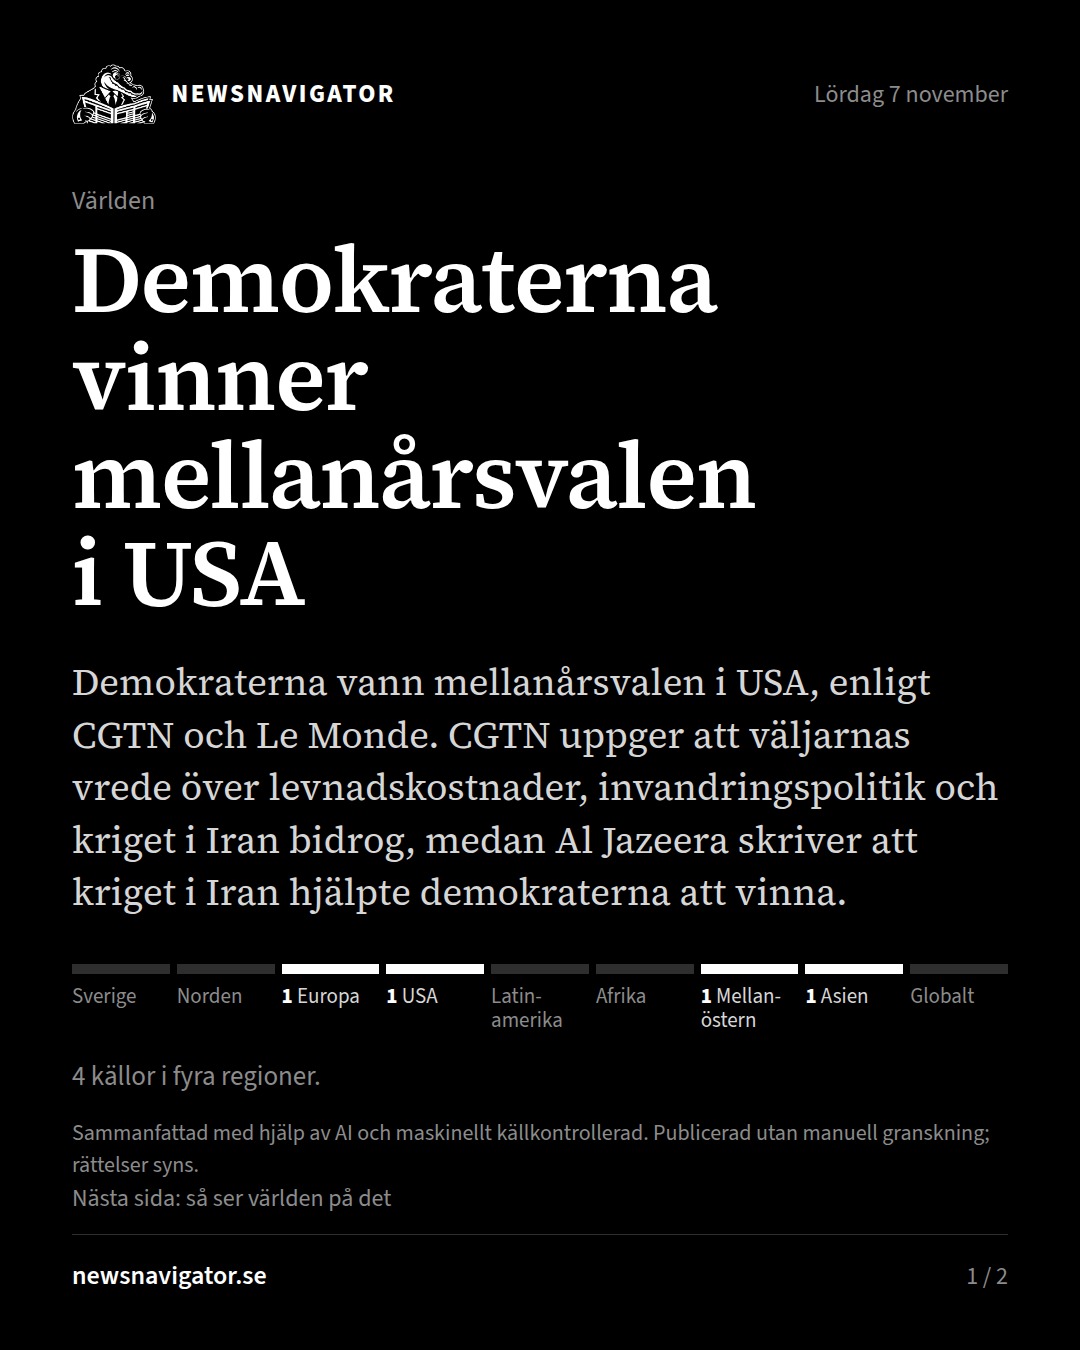 NEWSNAVIGATOR
Lördag 7 november
Världen
Demokraterna
vinner
mellanårsvalen
i USA
Demokraterna vann mellanårsvalen i USA, enligt
CGTN och Le Monde. CGTN uppger att väljarnas
vrede över levnadskostnader, invandringspolitik och
kriget i Iran bidrog, medan Al Jazeera skriver att
kriget i Iran hjälpte demokraterna att vinna.
Sverige
Norden
1 Europa
1 USA
Latin-
amerika
Afrika
1 Mellan-
östern
1 Asien
Globalt
4 källor i fyra regioner.
Sammanfattad med hjälp av AI och maskinellt källkontrollerad. Publicerad utan manuell granskning;
rättelser syns.
Nästa sida: så ser världen på det
newsnavigator.se
1 / 2